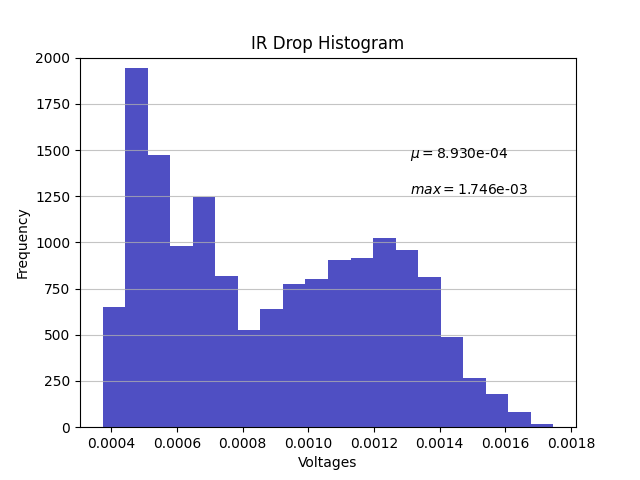 IR Drop Histogram
2000
1750
1500
1250
1000
750
500
250
0
Frequency
μ = 8.930e-04
max = 1.746e-03
0.0004 0.0006 0.0008 0.0010 0.0012 0.0014 0.0016 0.0018
Voltages